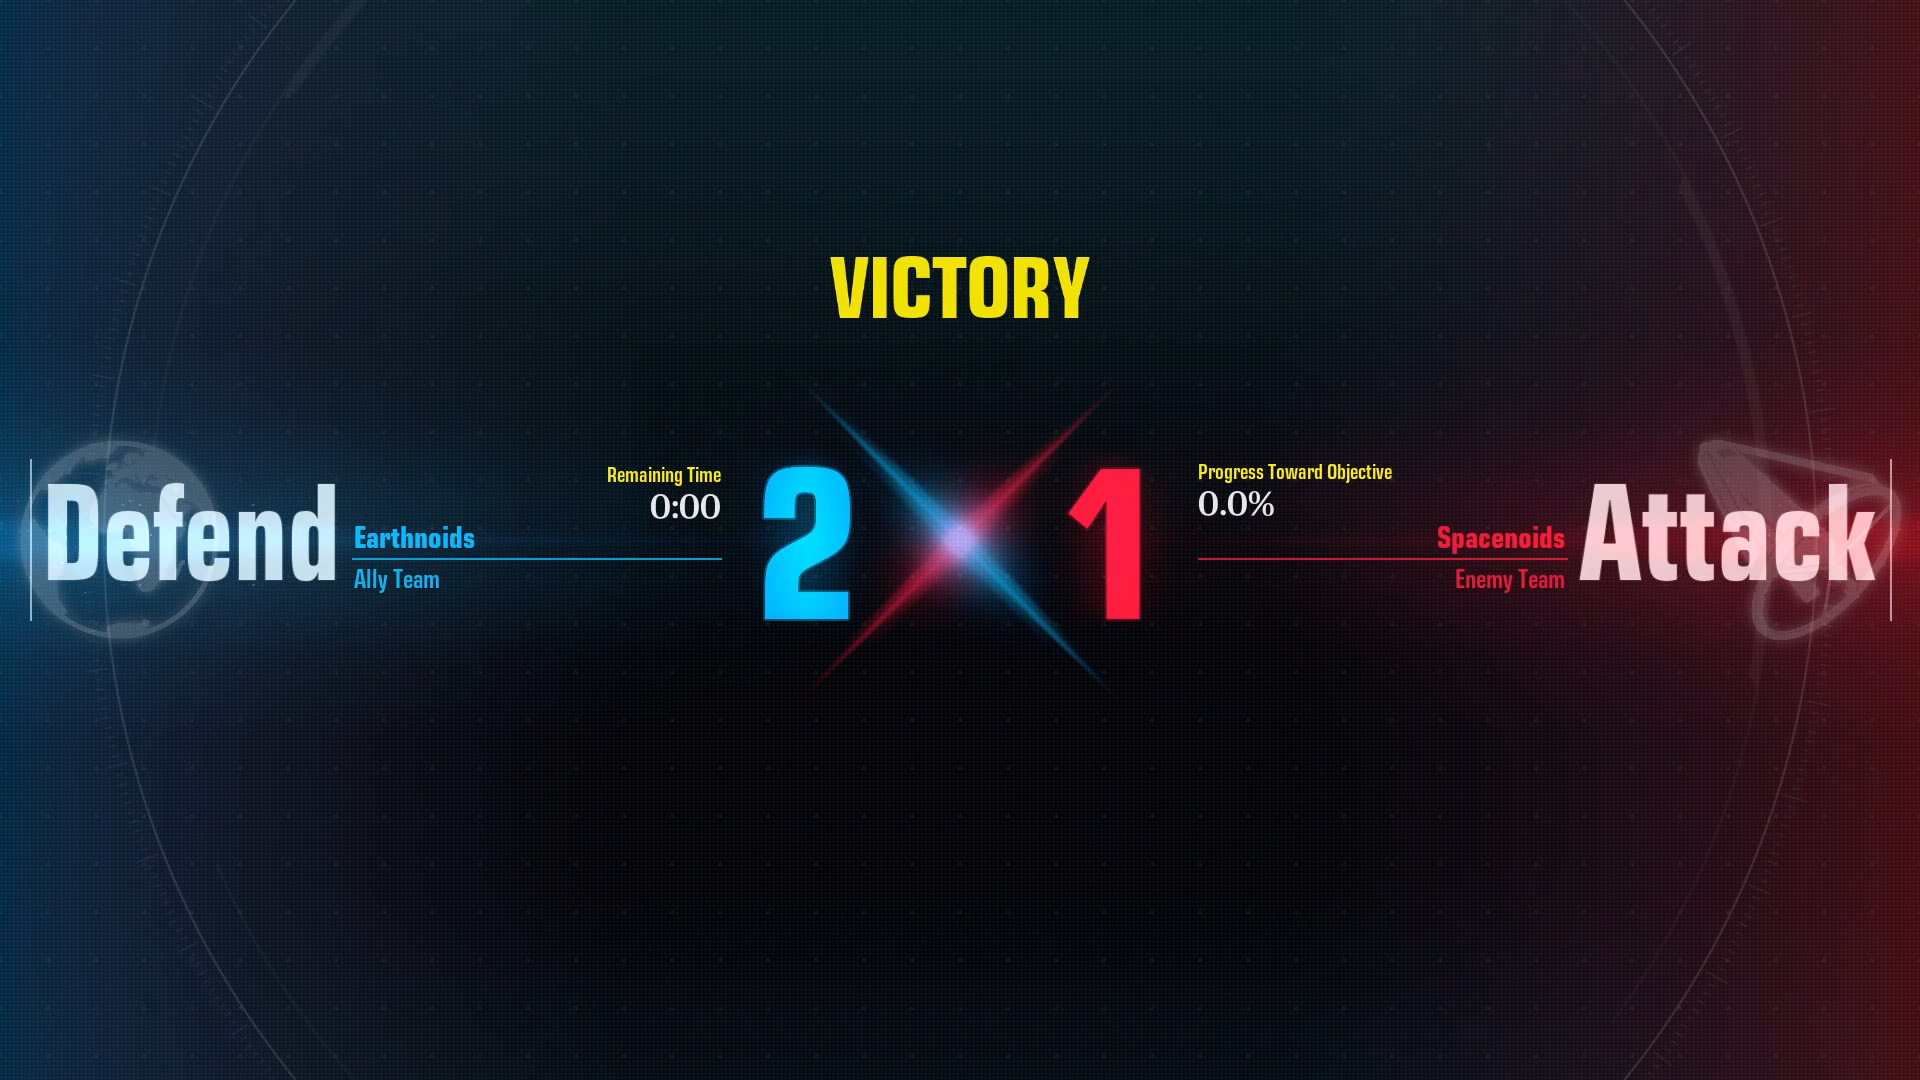 VICTORY
Defend
Earthnoids
Ally Team
Remaining Time
0:00
2
1
Progress Toward Objective
0.0%
Spacenoids
Enemy Team
Attack